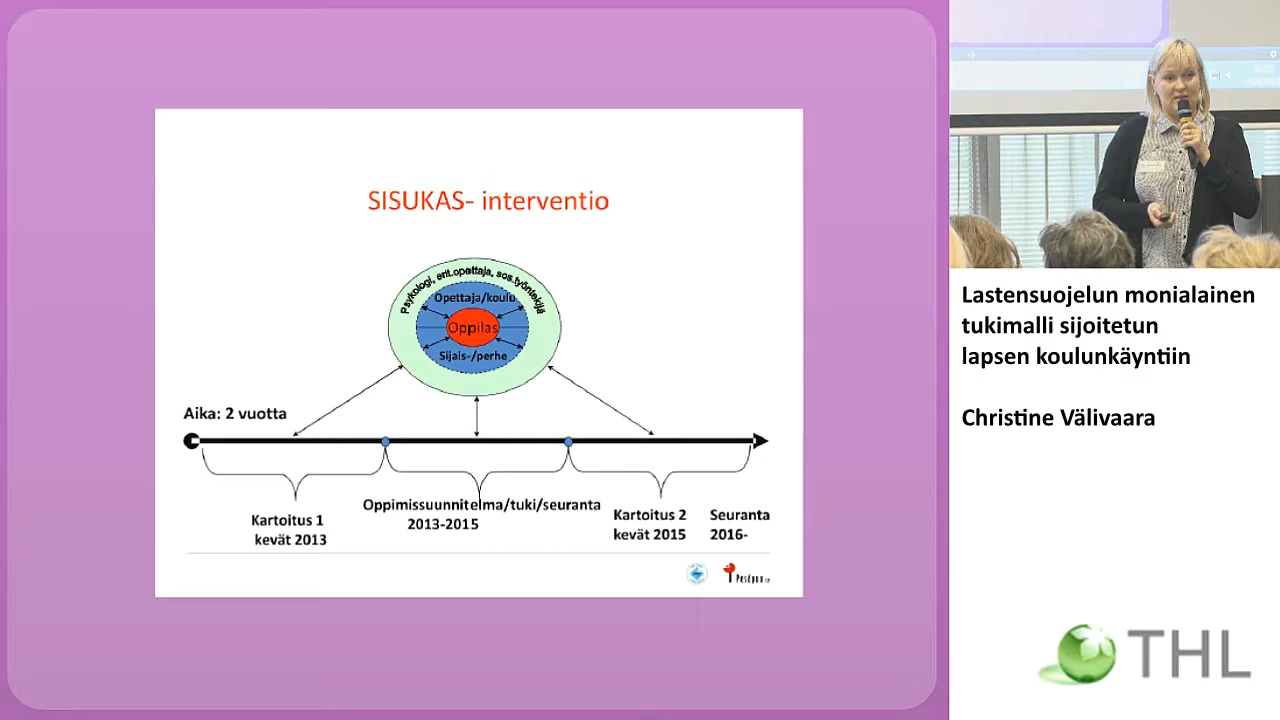 SISUKAS- interventio
Psykologi, erit.opettaja, sos.työntekijä
Opettaja/koulu
Oppilas
Sijais-/perhe
Aika: 2 vuotta
Kartoitus 1
kevät 2013
Oppimissuunnitelma/tuki/seuranta
2013-2015
Kartoitus 2
kevät 2015
Seuranta
2016-
Pesäpuu ry
Lastensuojelun monialainen
tukimalli sijoitetun
lapsen koulunkäyntiin
Christine Välivaara
THL